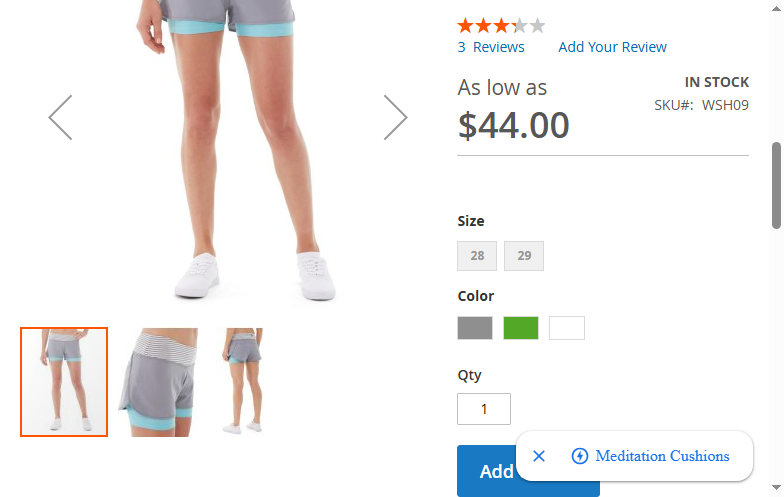 3 Reviews
Add Your Review
As low as
$44.00
IN STOCK
SKU#: WSH09
Size
28
29
Color
Qty
1
Add
Meditation Cushions